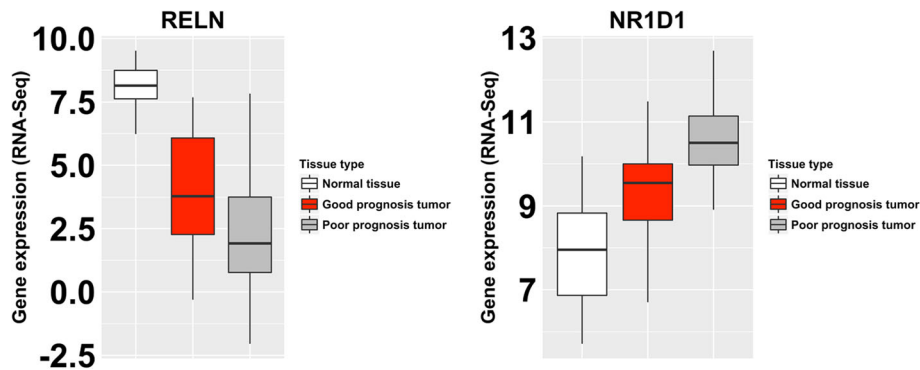 RELN
Gene expression (RNA-Seq)
10.0
7.5
5.0
2.5
0.0
-2.5
Tissue type
Normal tissue
Good prognosis tumor
Poor prognosis tumor
NR1D1
Gene expression (RNA-Seq)
13
11
9
7
Tissue type
Normal tissue
Good prognosis tumor
Poor prognosis tumor